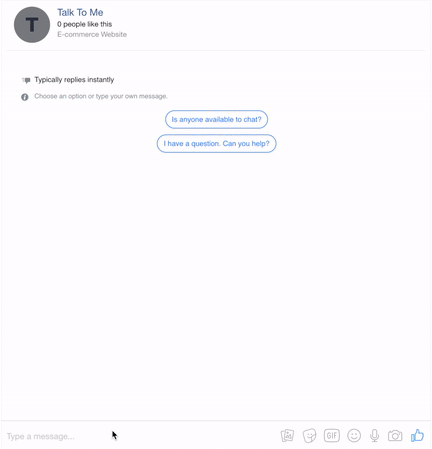 T
Talk To Me
0 people like this
E-commerce Website
Typically replies instantly
Choose an option or type your own message.
Is anyone available to chat?
I have a question. Can you help?
Type a message...
GIF